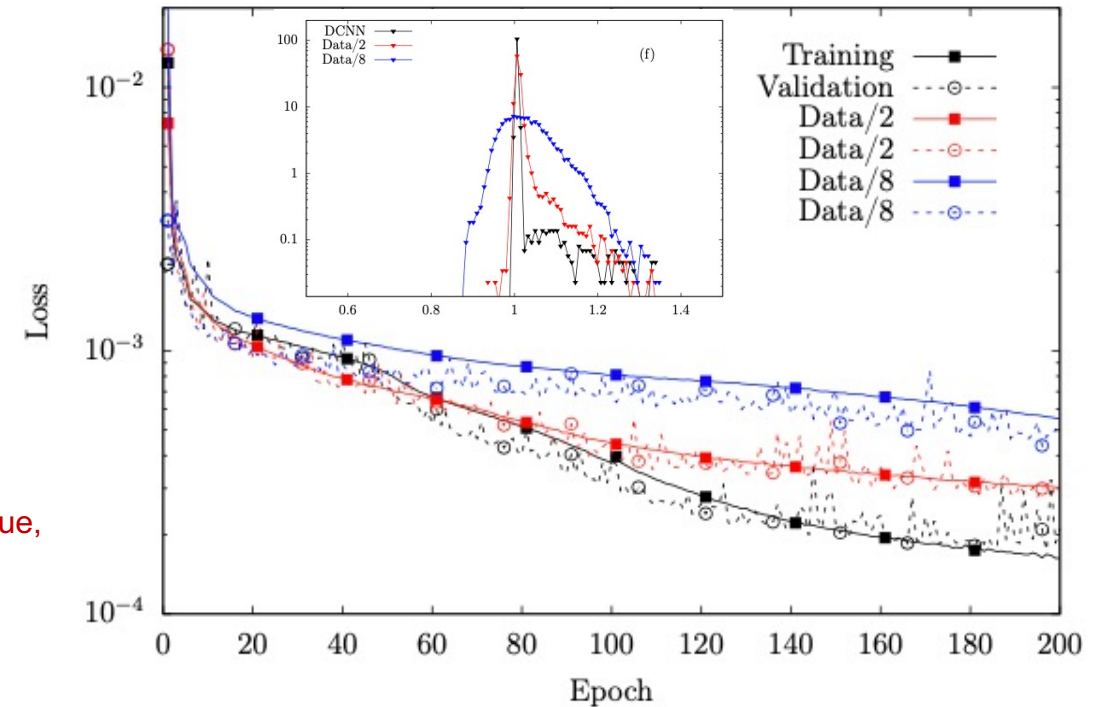 DCNN
Data/2
Data/8
(f)
100
10
1
0.1
0.6 0.8 1 1.2 1.4
Training
Validation
Data/2
Data/2
Data/8
Data/8
10⁻²
10⁻³
10⁻⁴
Loss
ue,
0 20 40 60 80 100 120 140 160 180 200
Epoch